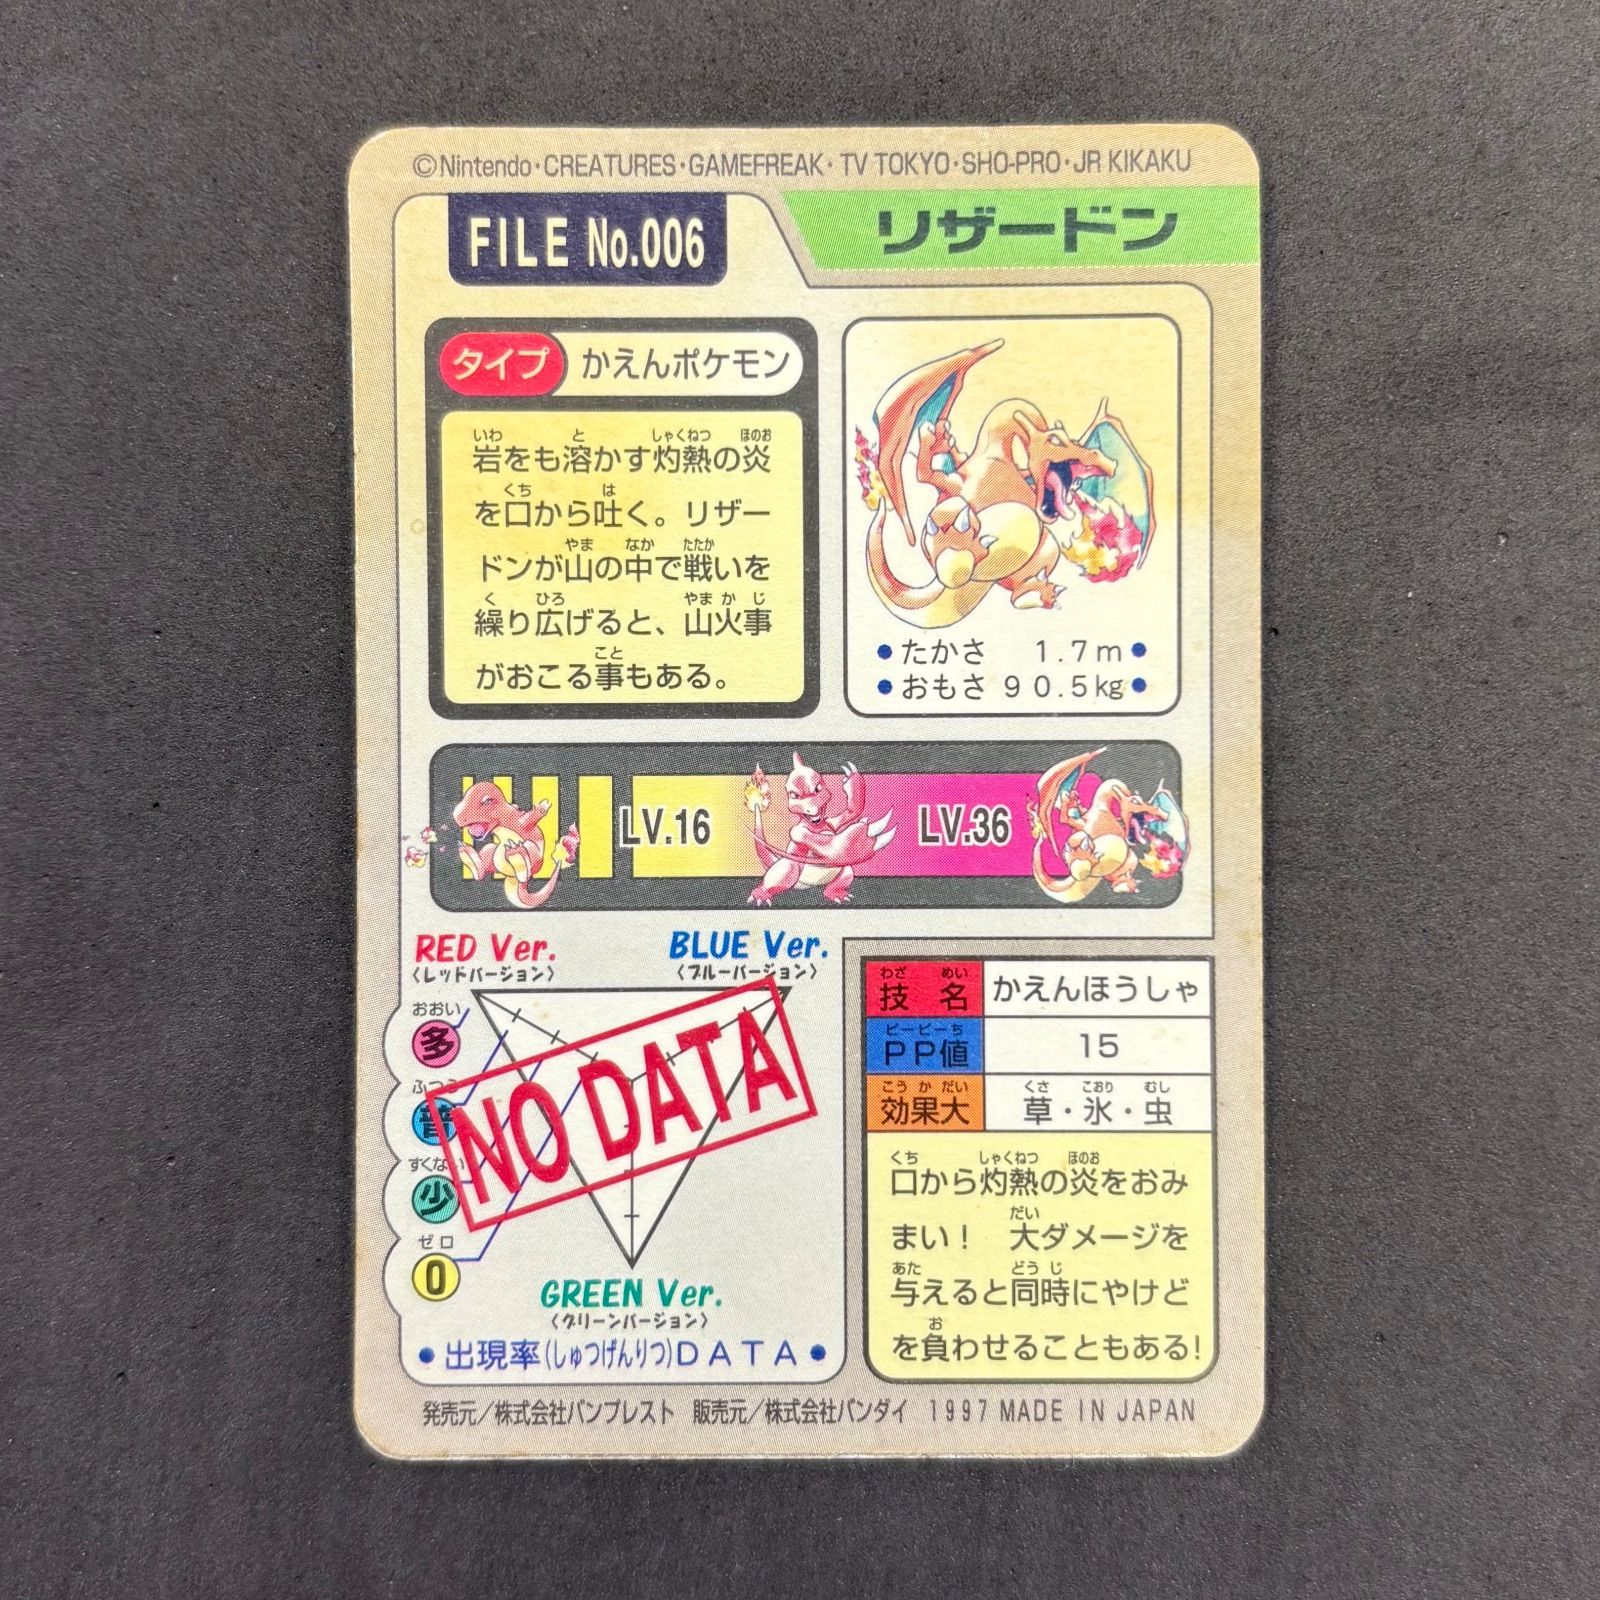 ©Nintendo・CREATURES・GAMEFREAK・TV TOKYO・SHO-PRO・JR KIKAKU
FILE No.006
リザードン
タイプ かえんポケモン
いわ と しゃくねつ ほのお
岩をも溶かす灼熱の炎
くち は
を口から吐く。リザー
やま なか たたか
ドンが山の中で戦いを
く ひろ やまかじ
繰り広げると、山火事
こと
がおこる事もある。
●たかさ 1.7m●
●おもさ 90.5kg●
LV.16
LV.36
RED Ver.
〈レッドバージョン〉
BLUE Ver.
〈ブルーバージョン〉
おおい
多
ふつう
普
すくない
少
ゼロ
0
NO DATA
GREEN Ver.
〈グリーンバージョン〉
●出現率(しゅつげんりつ)DATA●
わざ めい
技名 かえんほうしゃ
ピーピーち
PP値 15
こうかだい くさ こおり むし
効果大 草・氷・虫
くち しゃくねつ ほのお
口から灼熱の炎をおみ
だい
まい! 大ダメージを
あた どうじ
与えると同時にやけど
お
を負わせることもある!
発売元/株式会社バンプレスト 販売元/株式会社バンダイ 1997 MADE IN JAPAN